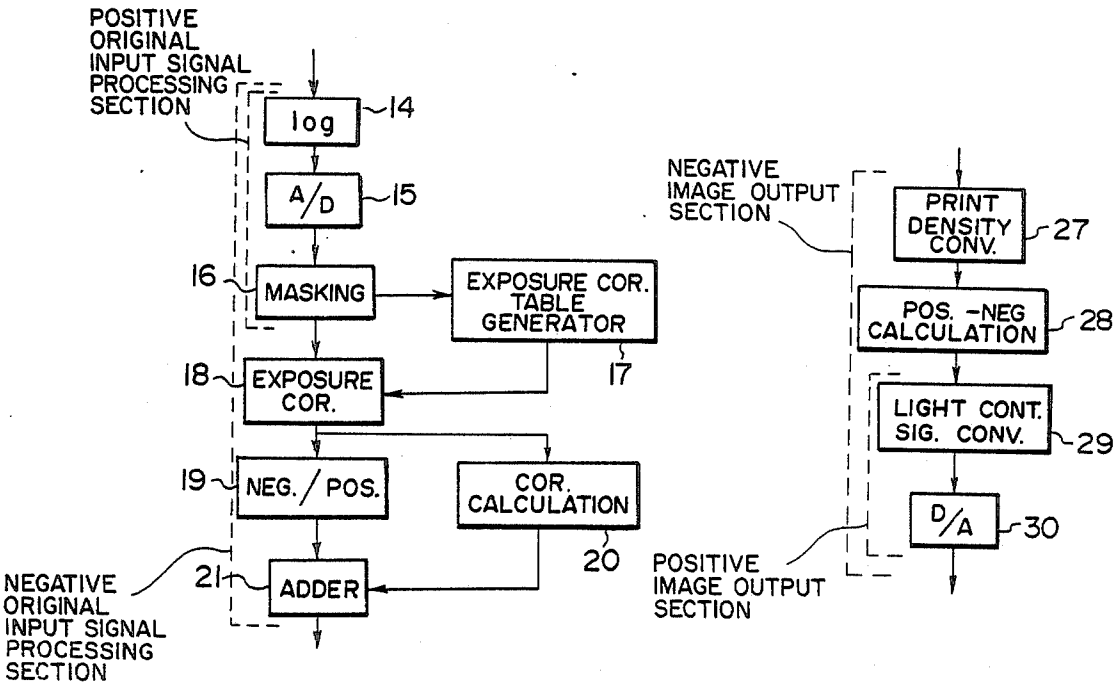 POSITIVE
ORIGINAL
INPUT SIGNAL
PROCESSING
SECTION
log
14
A/D
15
16
MASKING
EXPOSURE COR.
TABLE
GENERATOR
17
18
EXPOSURE
COR.
19
NEG./POS.
COR.
CALCULATION
20
21
ADDER
NEGATIVE
ORIGINAL
INPUT SIGNAL
PROCESSING
SECTION
NEGATIVE
IMAGE OUTPUT
SECTION
PRINT
DENSITY
CONV.
27
POS. -NEG
CALCULATION
28
LIGHT CONT.
SIG. CONV.
29
D/A
30
POSITIVE
IMAGE OUTPUT
SECTION